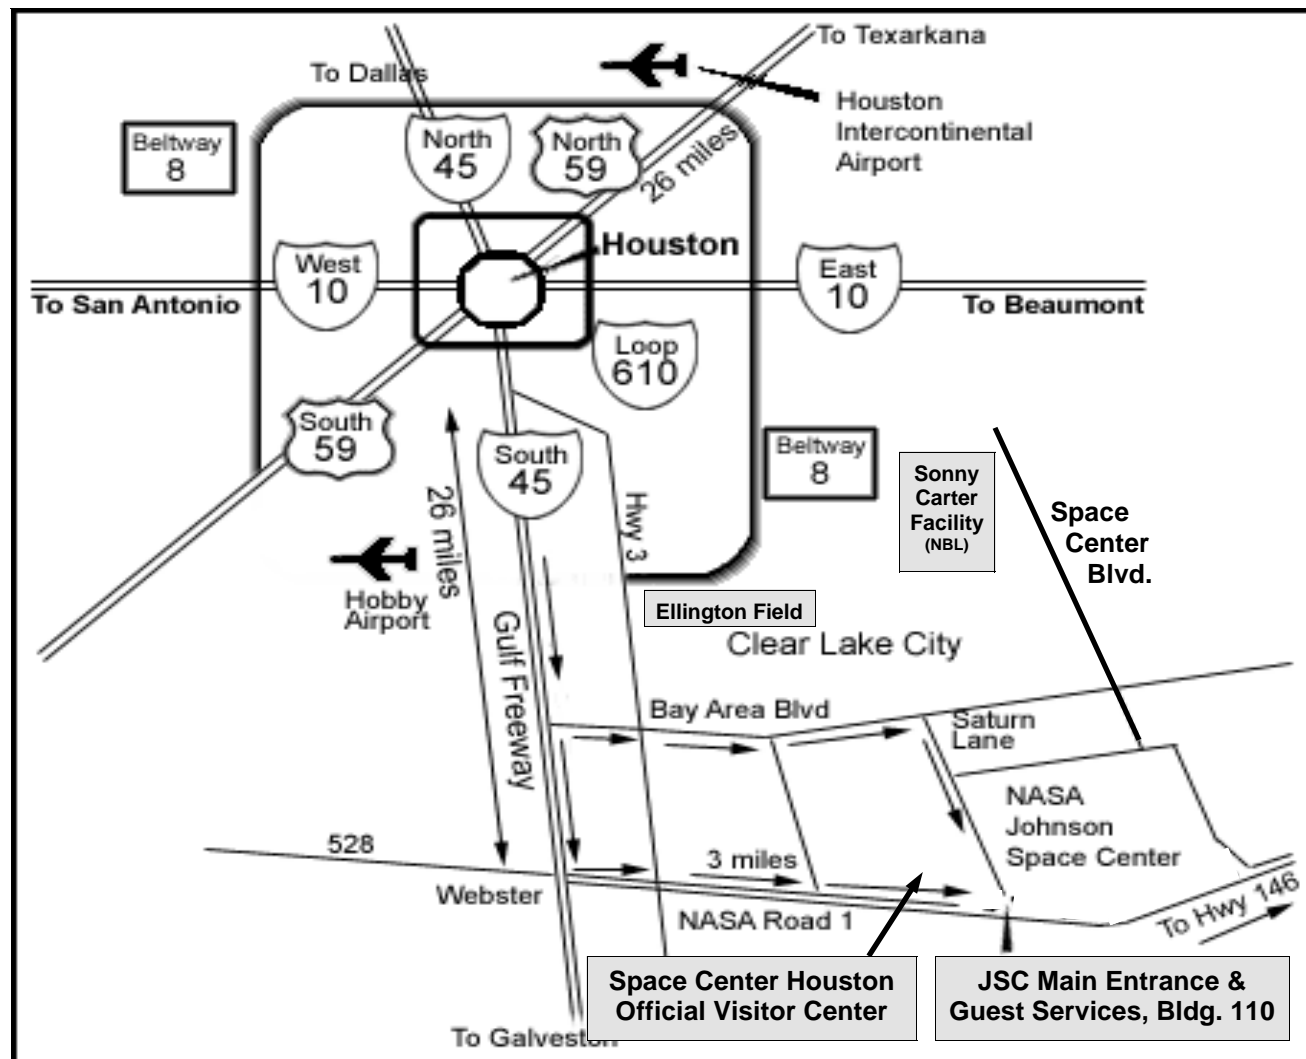 To Texarkana
To Dallas
Houston
Intercontinental
Airport
Beltway
8
North
45
North
59
26 miles
Houston
West
10
East
10
To San Antonio
To Beaumont
Loop
610
South
59
South
45
Beltway
8
Sonny
Carter
Facility
(NBL)
Space
Center
Blvd.
26 miles
Hwy 3
Hobby
Airport
Ellington Field
Clear Lake City
Gulf Freeway
Bay Area Blvd
Saturn
Lane
NASA
Johnson
Space Center
528
3 miles
Webster
NASA Road 1
To Hwy 146
Space Center Houston
Official Visitor Center
JSC Main Entrance &
Guest Services, Bldg. 110
To Galveston